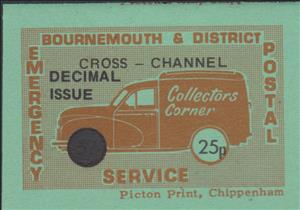 BOURNEMOUTH & DISTRICT
EMERGENCY
POSTAL
CROSS - CHANNEL
DECIMAL
ISSUE
Collectors
Corner
25p
SERVICE
Picton Print, Chippenham